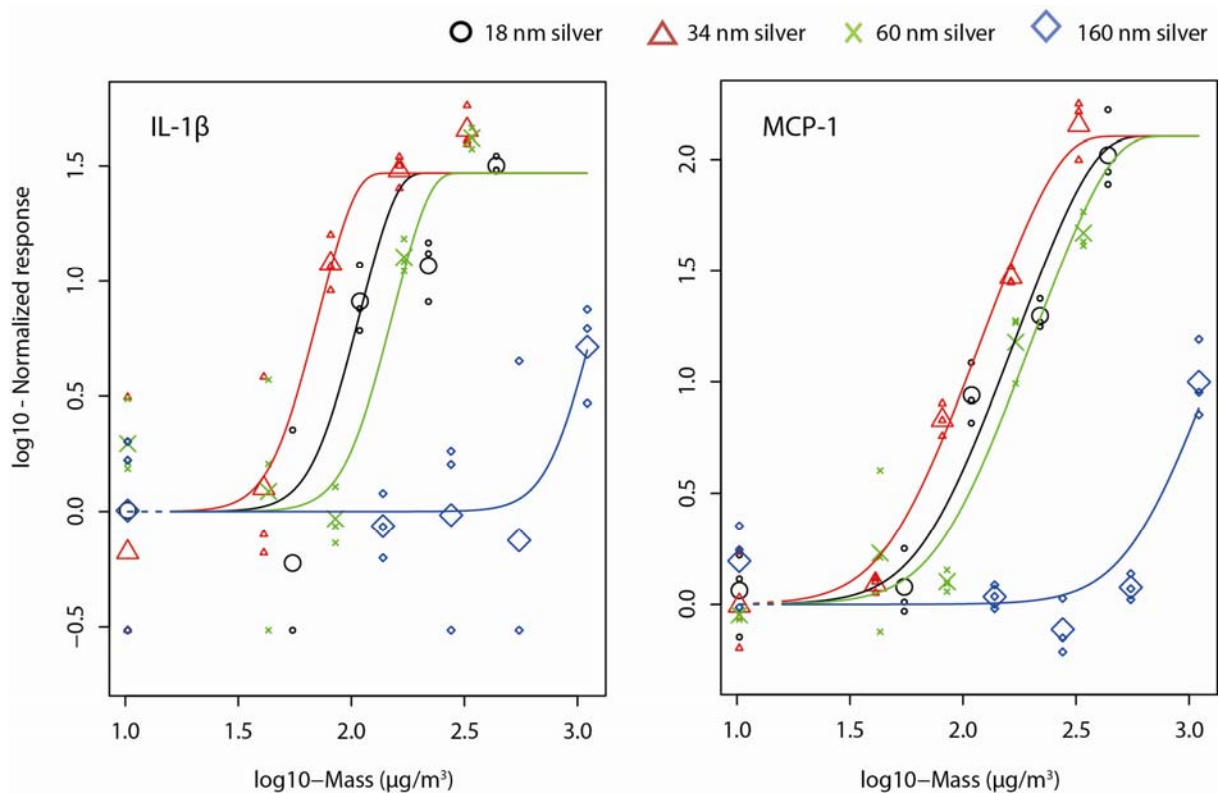 18 nm silver 34 nm silver 60 nm silver 160 nm silver
IL-1β
MCP-1
log10 - Normalized response
1.5
1.0
0.5
0.0
−0.5
2.0
1.5
1.0
0.5
0.0
1.0 1.5 2.0 2.5 3.0
1.0 1.5 2.0 2.5 3.0
log10−Mass (µg/m³)
log10−Mass (µg/m³)